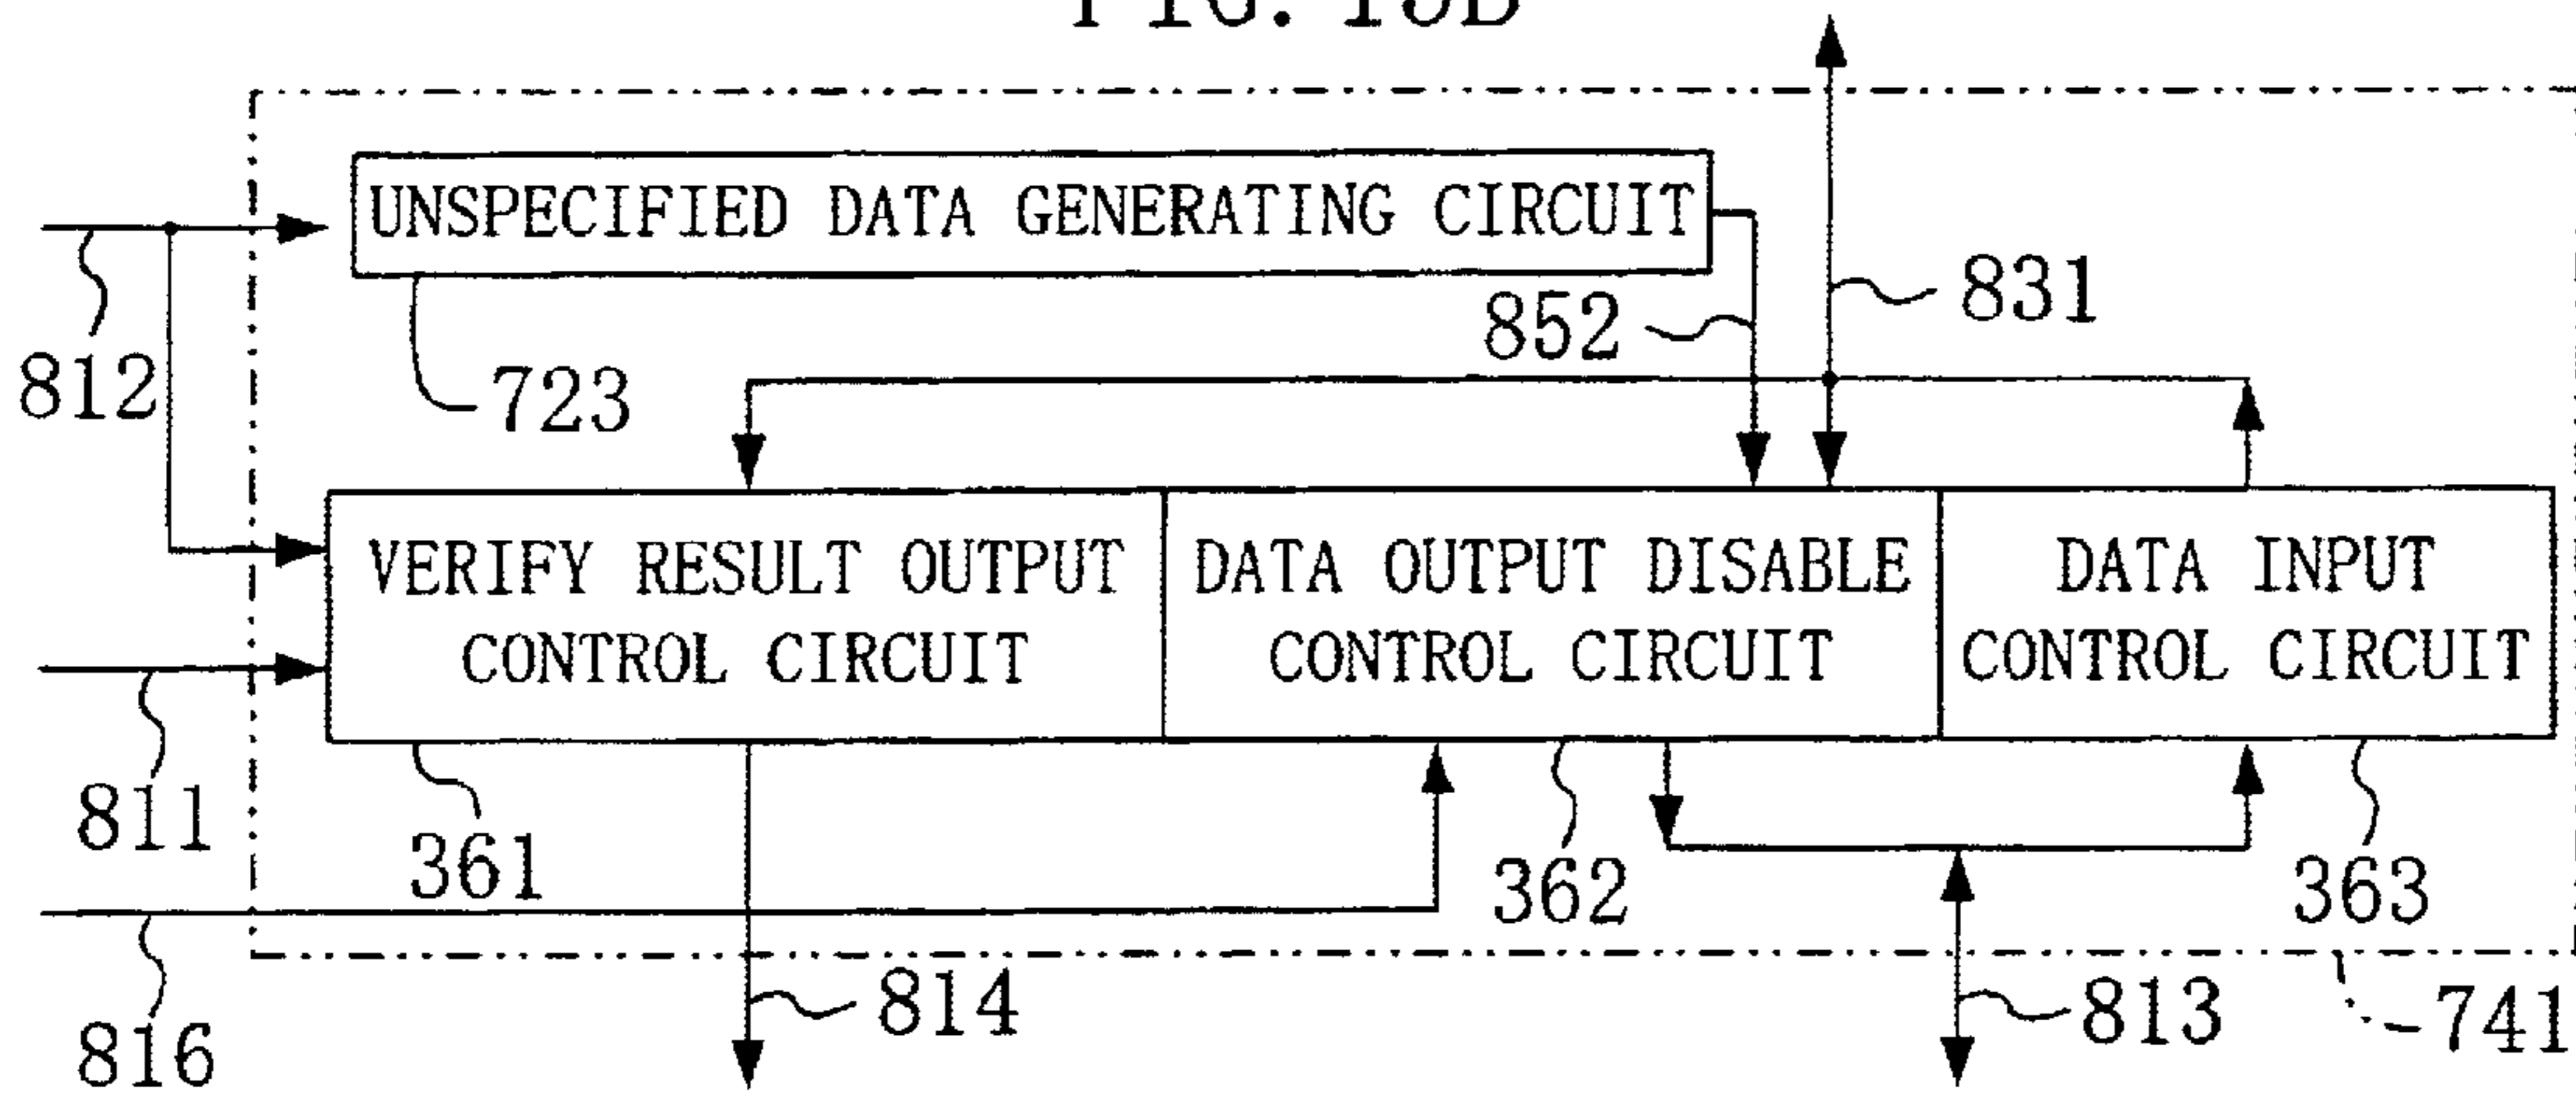 UNSPECIFIED DATA GENERATING CIRCUIT
831
852
812
723
VERIFY RESULT OUTPUT
CONTROL CIRCUIT
DATA OUTPUT DISABLE
CONTROL CIRCUIT
DATA INPUT
CONTROL CIRCUIT
811
361
362
363
816
814
813
741